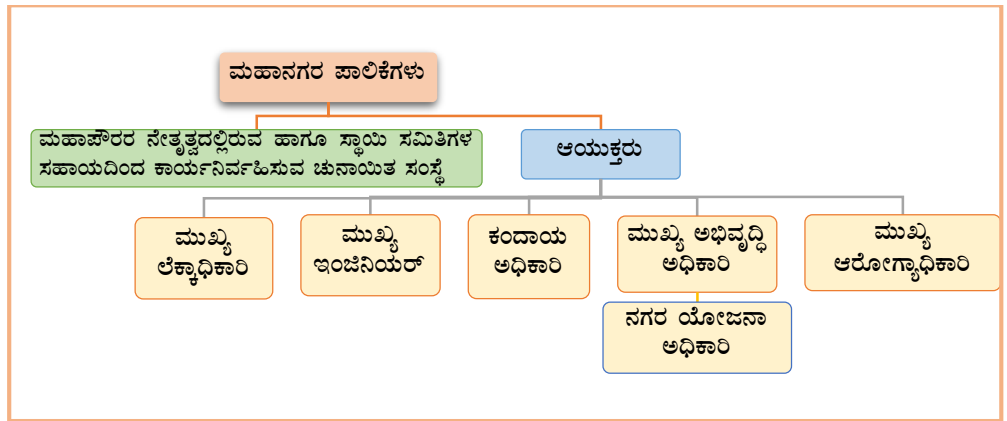 ಮಹಾನಗರ ಪಾಲಿಕೆಗಳು
ಮಹಾಪೌರರ ನೇತೃತ್ವದಲ್ಲಿರುವ ಹಾಗೂ ಸ್ಥಾಯಿ ಸಮಿತಿಗಳ
ಸಹಾಯದಿಂದ ಕಾರ್ಯನಿರ್ವಹಿಸುವ ಚುನಾಯಿತ ಸಂಸ್ಥೆ
ಆಯುಕ್ತರು
ಮುಖ್ಯ
ಲೆಕ್ಕಾಧಿಕಾರಿ
ಮುಖ್ಯ
ಇಂಜಿನಿಯರ್
ಕಂದಾಯ
ಅಧಿಕಾರಿ
ಮುಖ್ಯ ಅಭಿವೃದ್ಧಿ
ಅಧಿಕಾರಿ
ಮುಖ್ಯ
ಆರೋಗ್ಯಾಧಿಕಾರಿ
ನಗರ ಯೋಜನಾ
ಅಧಿಕಾರಿ